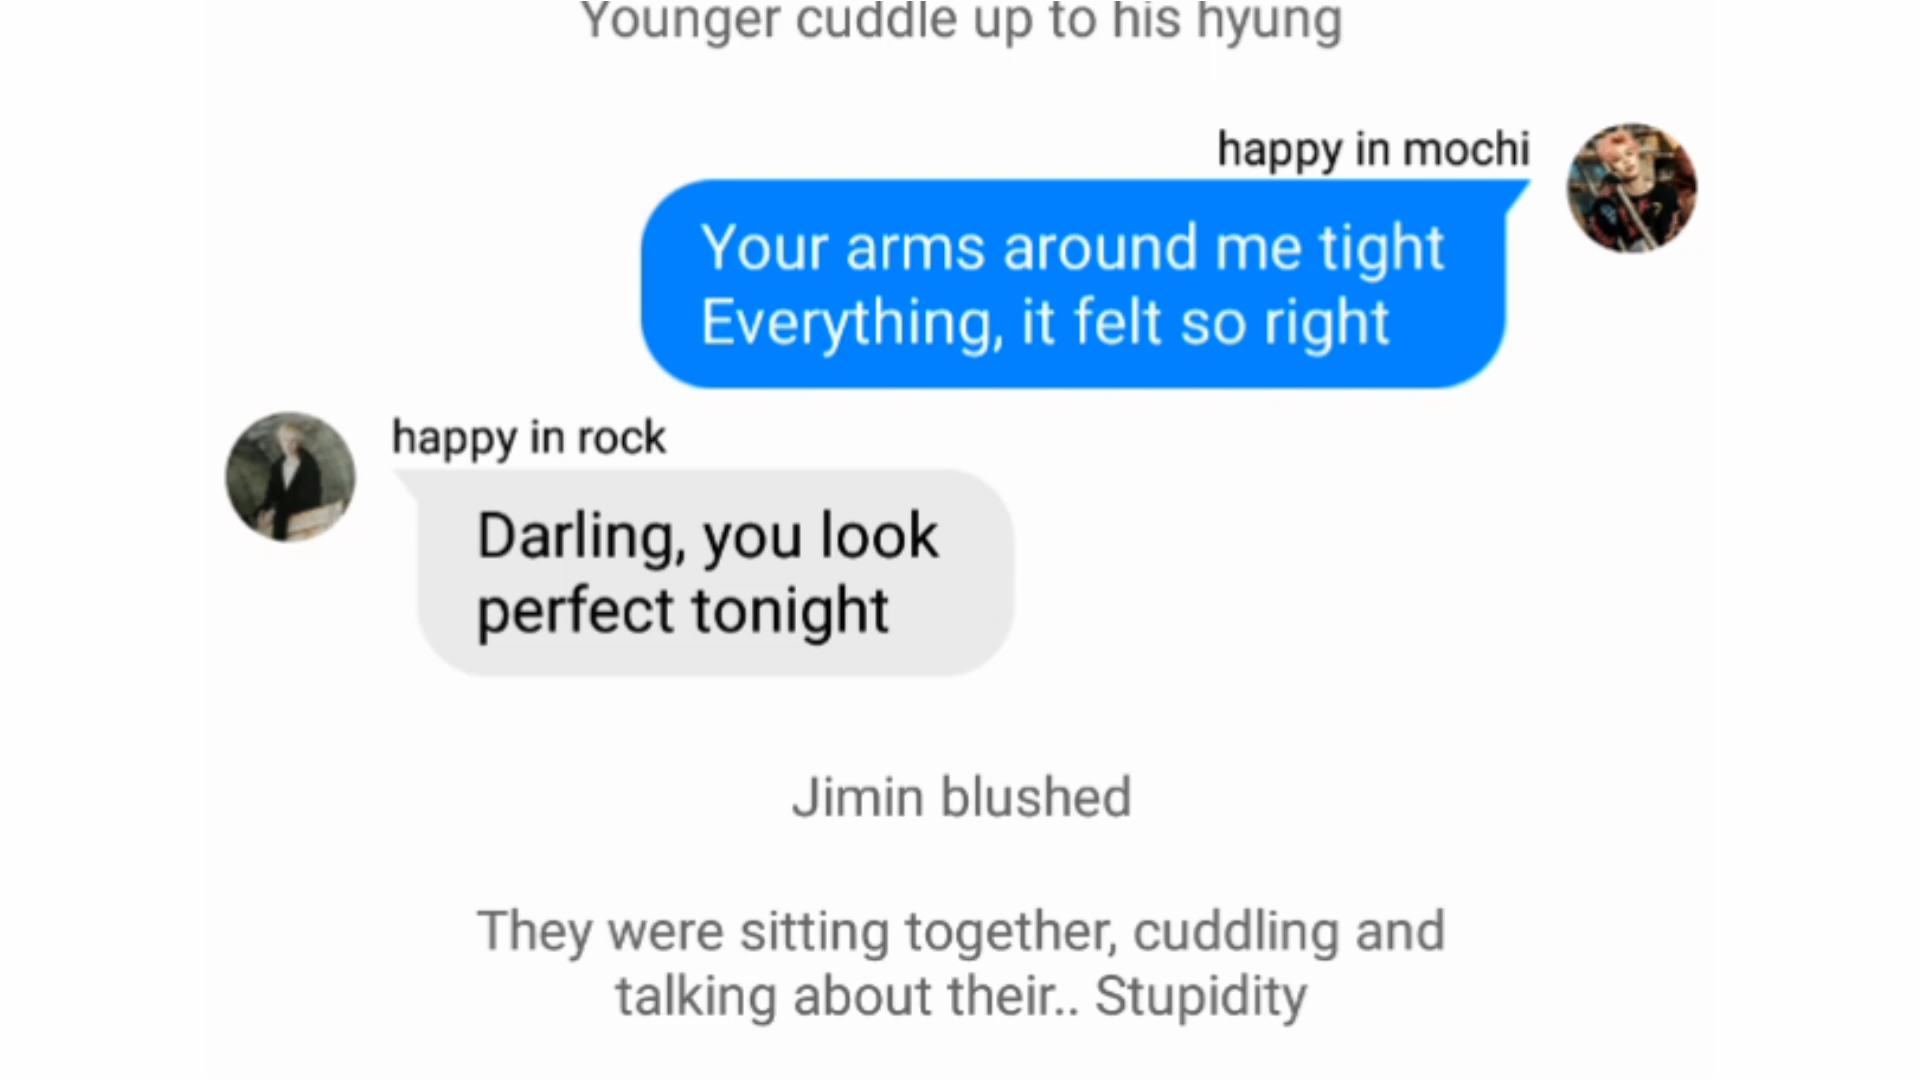 Younger cuddle up to his hyung
happy in mochi
Your arms around me tight
Everything, it felt so right
happy in rock
Darling, you look
perfect tonight
Jimin blushed
They were sitting together, cuddling and
talking about their.. Stupidity